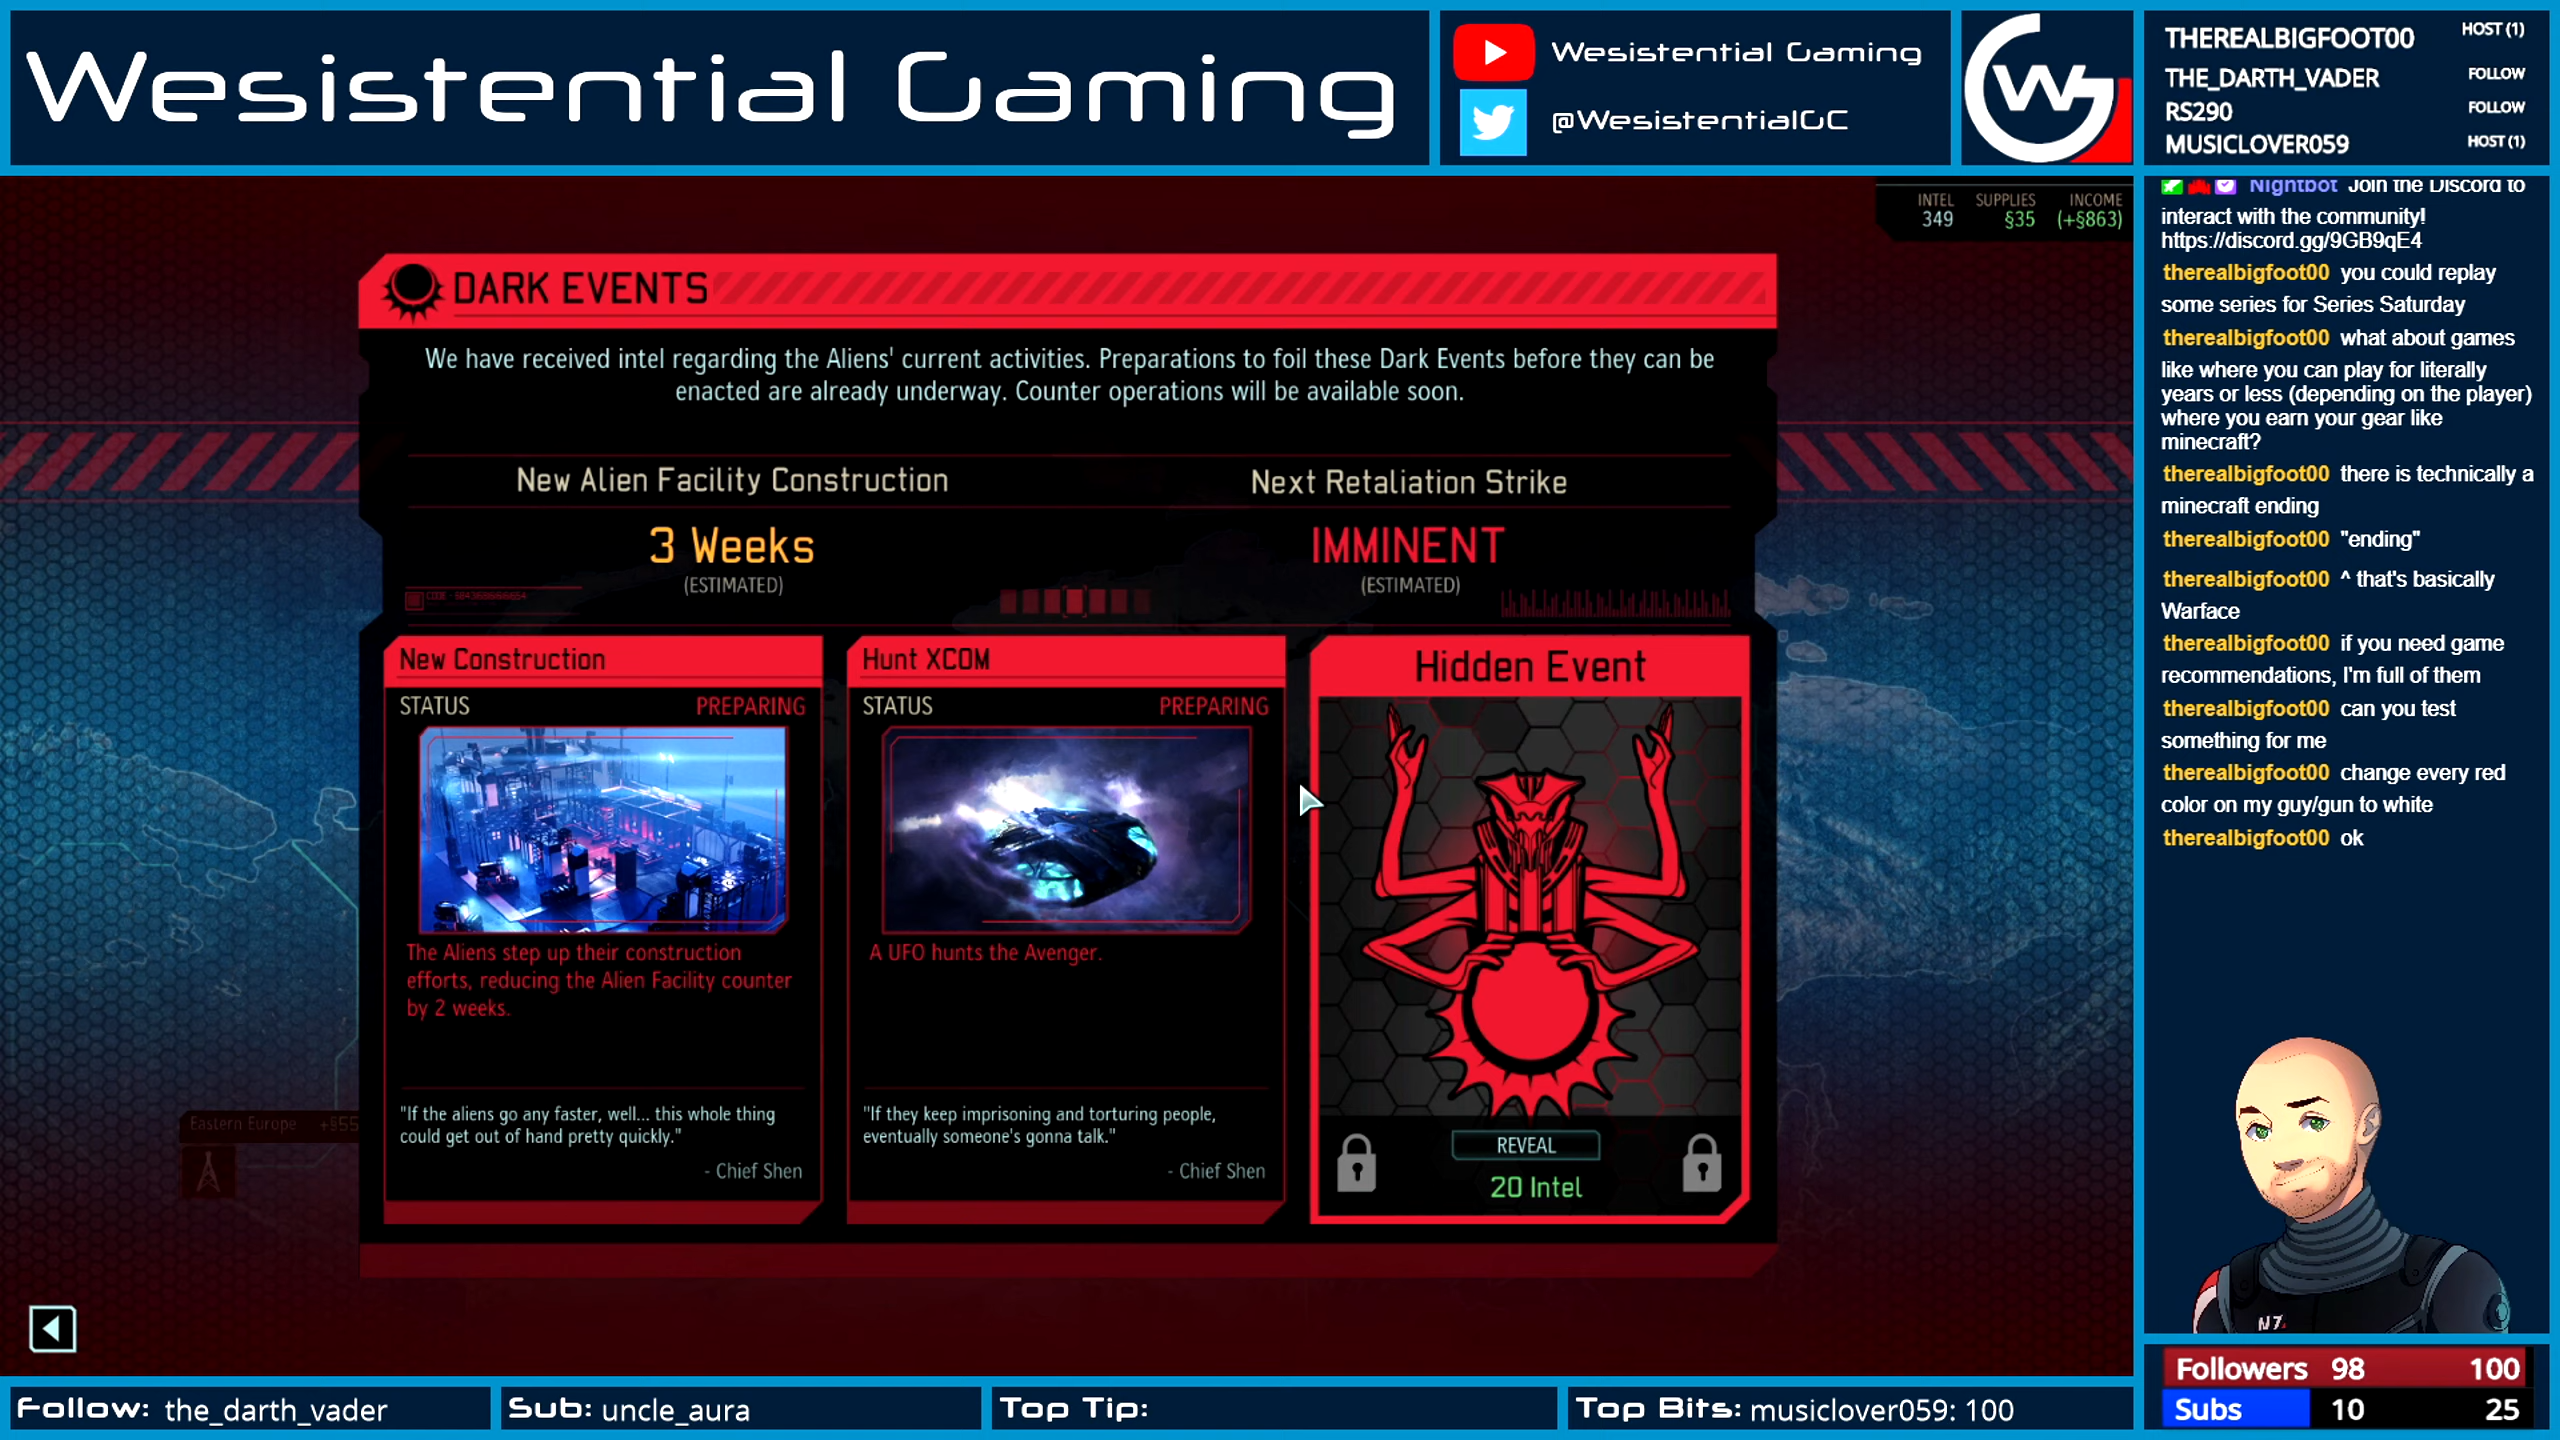 Wesistential Gaming
Wesistential Gaming
@WesistentialGC
THEREALBIGFOOT00 HOST (1)
THE_DARTH_VADER FOLLOW
RS290 FOLLOW
MUSICLOVER059 HOST (1)
INTEL SUPPLIES INCOME
349 §35 (+§863)
DARK EVENTS
We have received intel regarding the Aliens' current activities. Preparations to foil these Dark Events before they can be
enacted are already underway. Counter operations will be available soon.
New Alien Facility Construction
3 Weeks
(ESTIMATED)
Next Retaliation Strike
IMMINENT
(ESTIMATED)
New Construction
STATUS PREPARING
The Aliens step up their construction
efforts, reducing the Alien Facility counter
by 2 weeks.
"If the aliens go any faster, well... this whole thing
could get out of hand pretty quickly."
- Chief Shen
Hunt XCOM
STATUS PREPARING
A UFO hunts the Avenger.
"If they keep imprisoning and torturing people,
eventually someone's gonna talk."
- Chief Shen
Hidden Event
REVEAL
20 Intel
Eastern Europe +§55
Nightbot Join the Discord to
interact with the community!
https://discord.gg/9GB9qE4
therealbigfoot00 you could replay
some series for Series Saturday
therealbigfoot00 what about games
like where you can play for literally
years or less (depending on the player)
where you earn your gear like
minecraft?
therealbigfoot00 there is technically a
minecraft ending
therealbigfoot00 "ending"
therealbigfoot00 ^ that's basically
Warface
therealbigfoot00 if you need game
recommendations, I'm full of them
therealbigfoot00 can you test
something for me
therealbigfoot00 change every red
color on my guy/gun to white
therealbigfoot00 ok
N7
Followers 98 100
Subs 10 25
Follow: the_darth_vader
Sub: uncle_aura
Top Tip:
Top Bits: musiclover059: 100